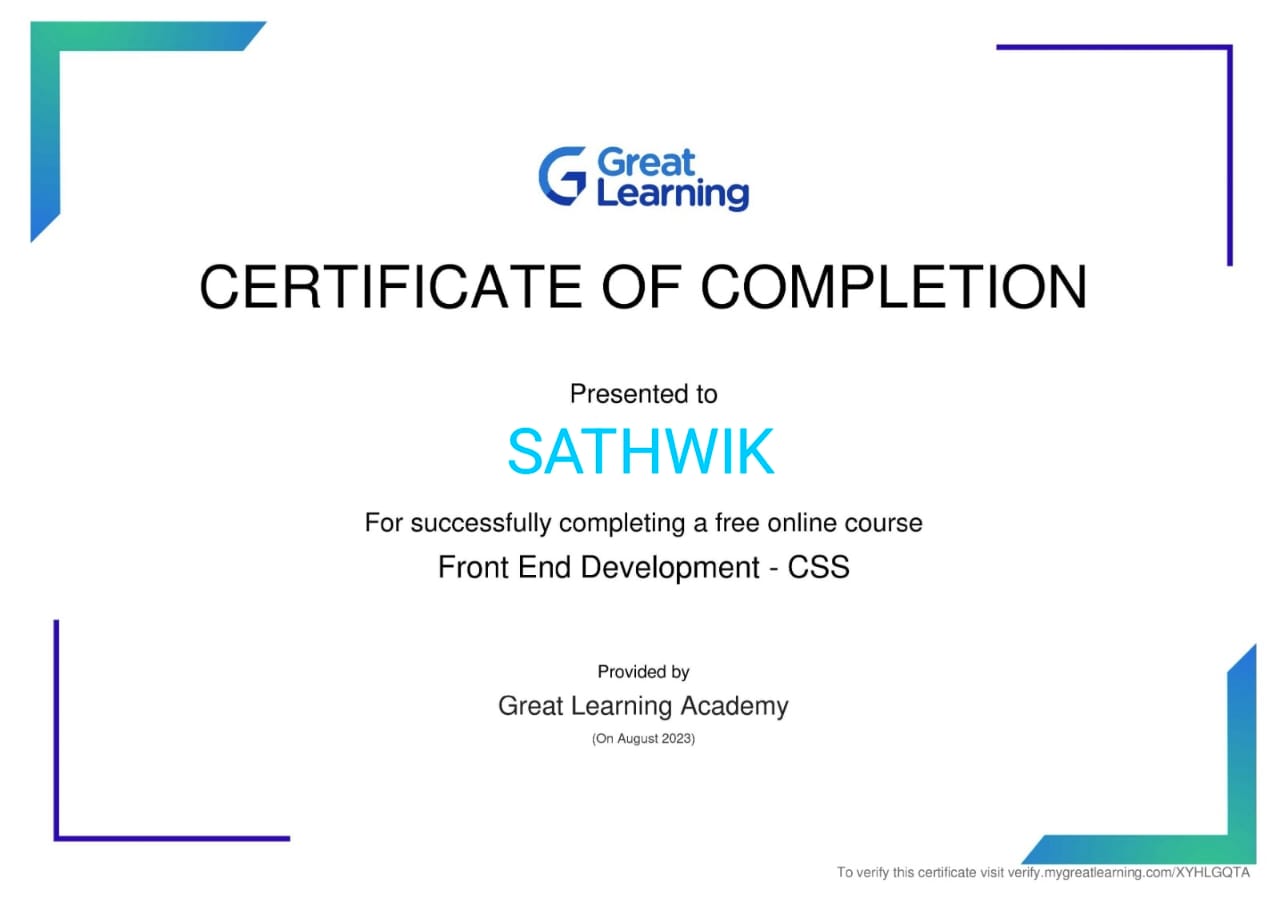 Great
Learning
CERTIFICATE OF COMPLETION
Presented to
SATHWIK
For successfully completing a free online course
Front End Development - CSS
Provided by
Great Learning Academy
(On August 2023)
To verify this certificate visit verify.mygreatlearning.com/XYHLGQTA